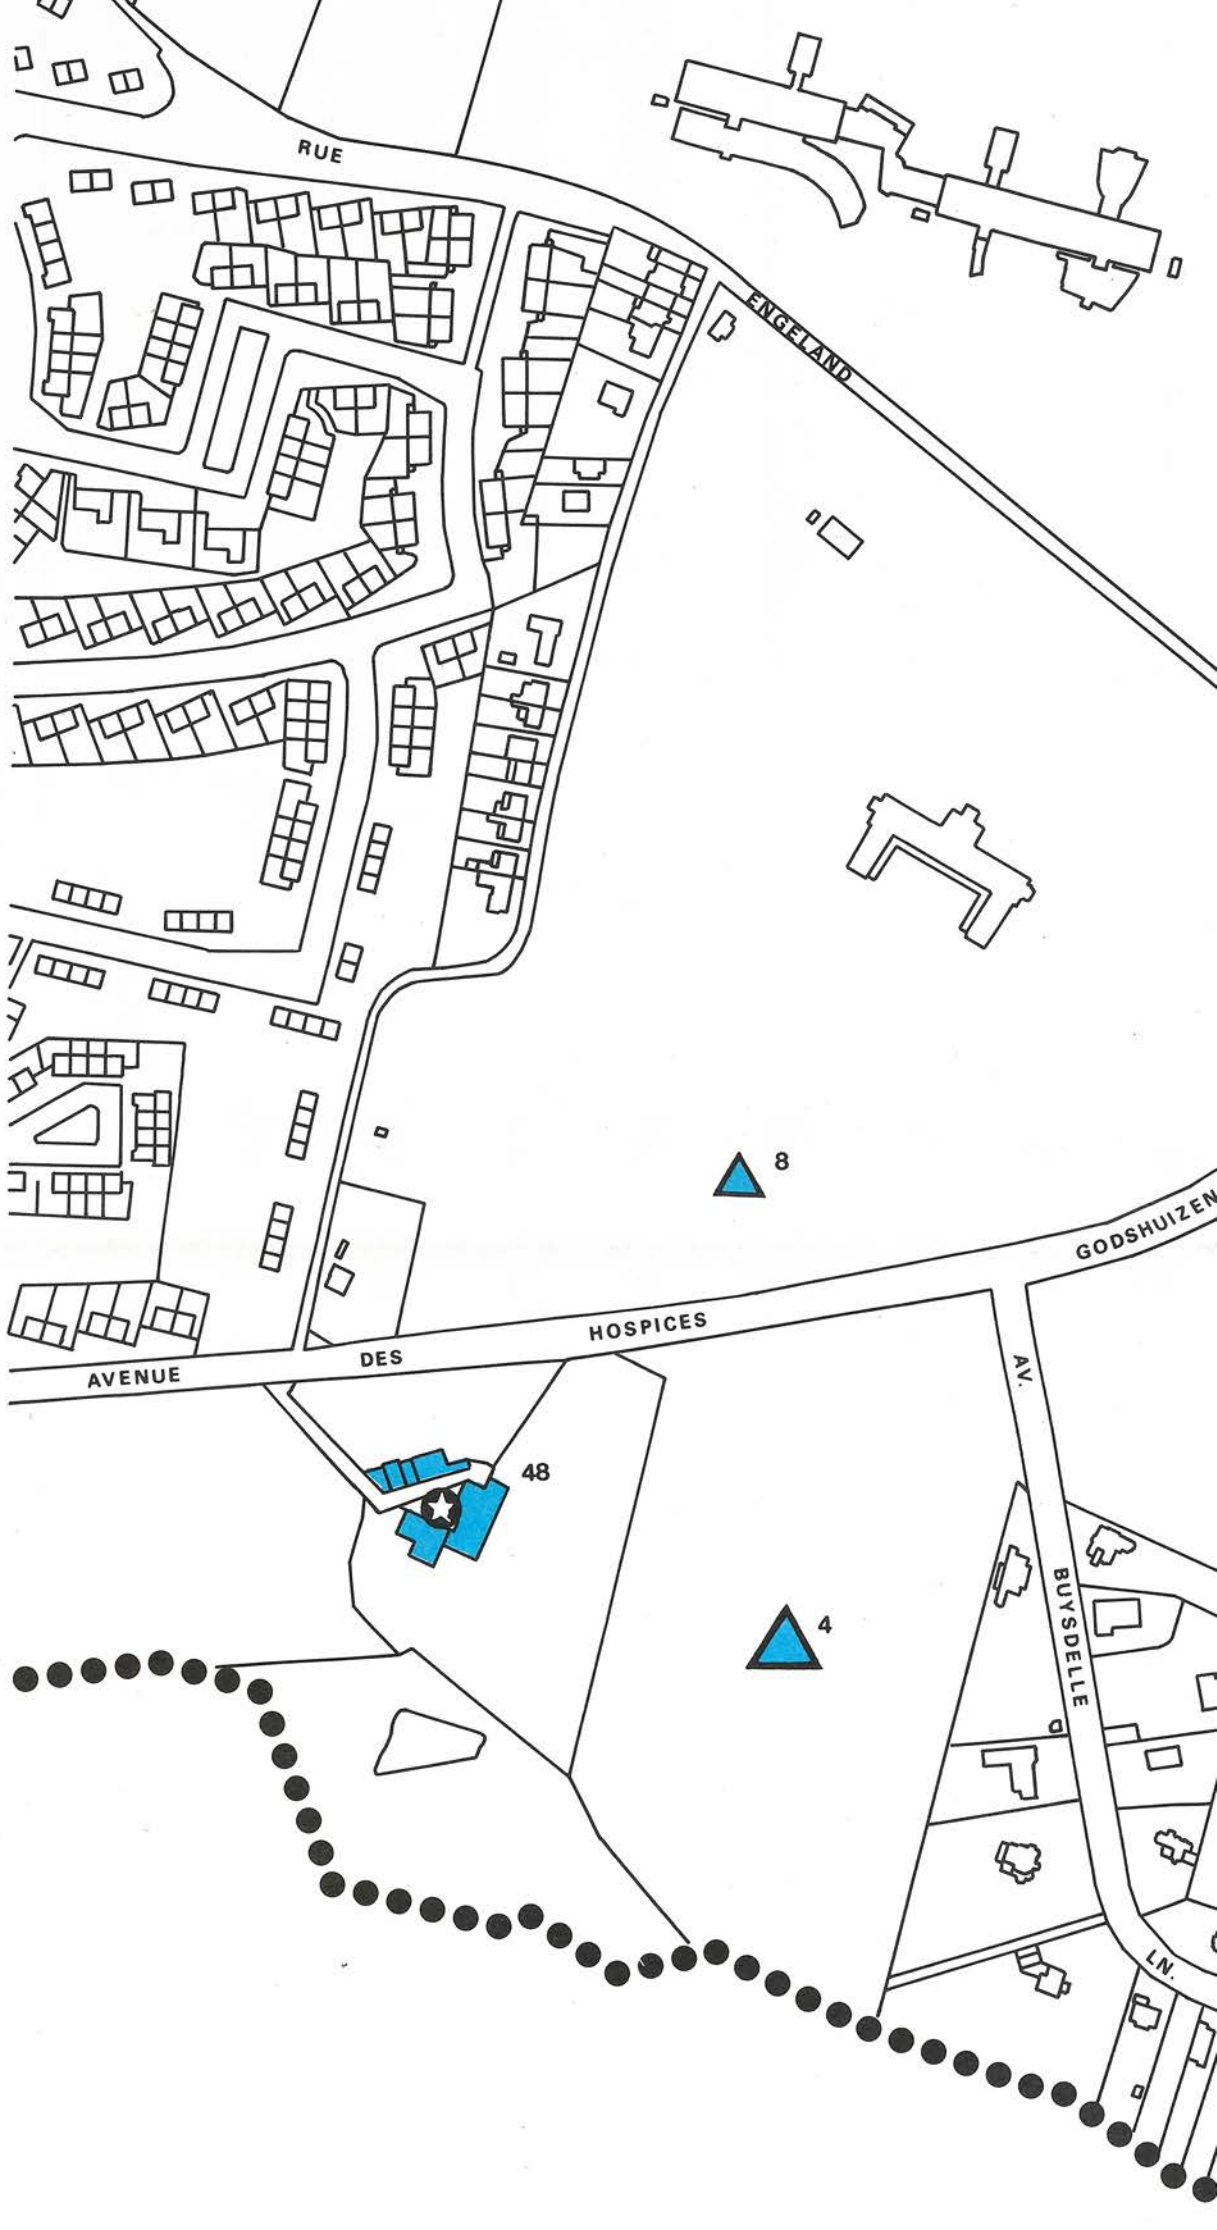 RUE
ENGELAND
8
GODSHUIZEN
HOSPICES
DES
AVENUE
AV.
48
BUYSDELLE
4
LN.